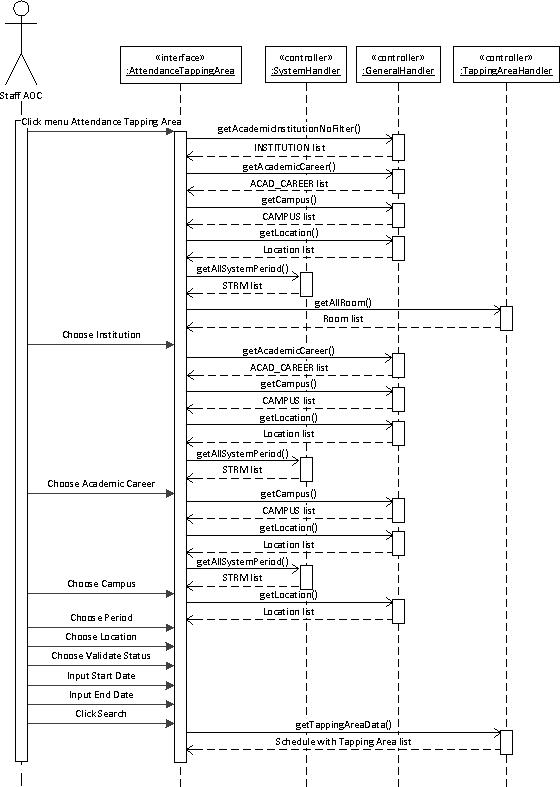 «interface»
:AttendanceTappingArea
«controller»
:SystemHandler
«controller»
:GeneralHandler
«controller»
:TappingAreaHandler
Staff AOC
Click menu Attendance Tapping Area
getAcademicInstitutionNoFilter()
INSTITUTION list
getAcademicCareer()
ACAD_CAREER list
getCampus()
CAMPUS list
getLocation()
Location list
getAllSystemPeriod()
STRM list
getAllRoom()
Room list
Choose Institution
getAcademicCareer()
ACAD_CAREER list
getCampus()
CAMPUS list
getLocation()
Location list
getAllSystemPeriod()
STRM list
Choose Academic Career
getCampus()
CAMPUS list
getLocation()
Location list
getAllSystemPeriod()
STRM list
Choose Campus
getLocation()
Location list
Choose Period
Choose Location
Choose Validate Status
Input Start Date
Input End Date
Click Search
getTappingAreaData()
Schedule with Tapping Area list